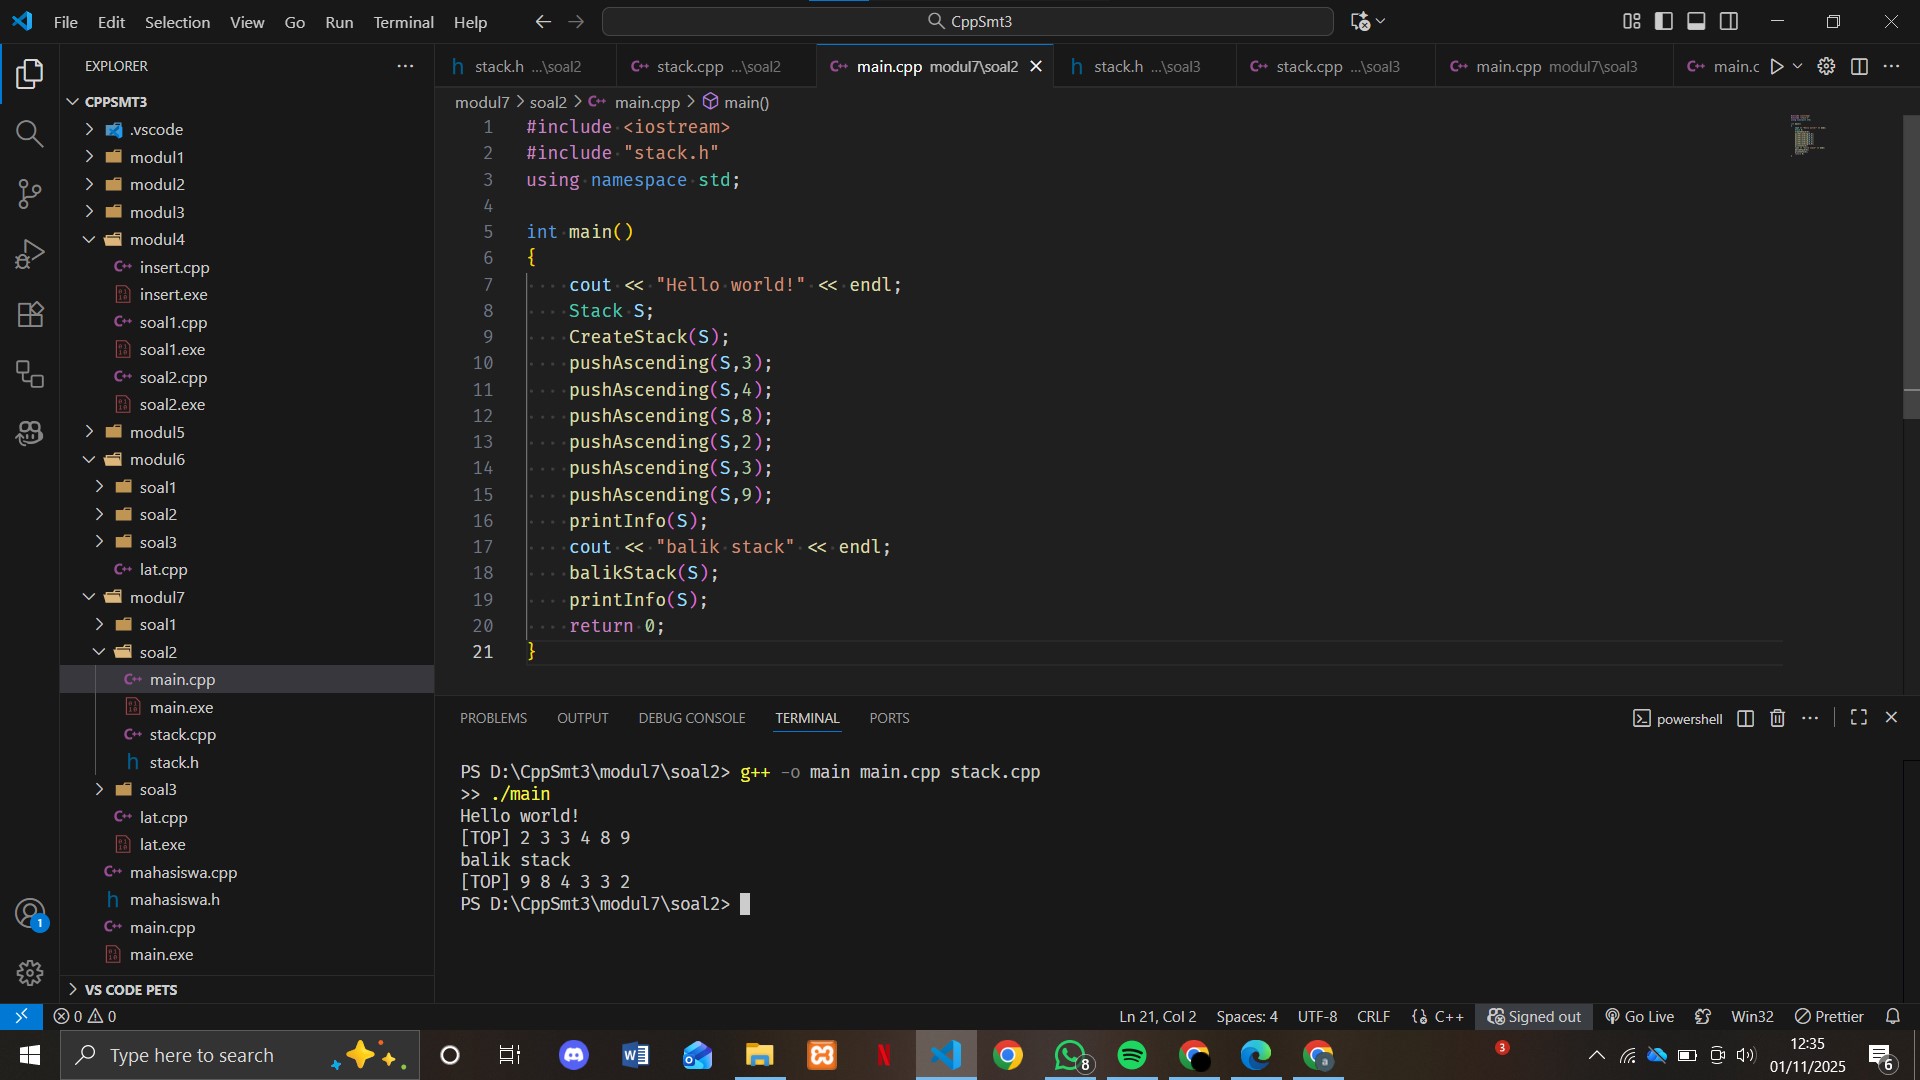 File Edit Selection View Go Run Terminal Help
CppSmt3
EXPLORER
CPPSMT3
.vscode
modul1
modul2
modul3
modul4
insert.cpp
insert.exe
soal1.cpp
soal1.exe
soal2.cpp
soal2.exe
modul5
modul6
soal1
soal2
soal3
lat.cpp
modul7
soal1
soal2
main.cpp
main.exe
stack.cpp
stack.h
soal3
lat.cpp
lat.exe
mahasiswa.cpp
mahasiswa.h
main.cpp
main.exe
VS CODE PETS
stack.h ...\soal2 stack.cpp ...\soal2 main.cpp modul7\soal2 stack.h ...\soal3 stack.cpp ...\soal3 main.cpp modul7\soal3 main.c
modul7 > soal2 > main.cpp > main()
1 #include <iostream>
2 #include "stack.h"
3 using namespace std;
4
5 int main()
6 {
7 cout << "Hello world!" << endl;
8 Stack S;
9 CreateStack(S);
10 pushAscending(S,3);
11 pushAscending(S,4);
12 pushAscending(S,8);
13 pushAscending(S,2);
14 pushAscending(S,3);
15 pushAscending(S,9);
16 printInfo(S);
17 cout << "balik stack" << endl;
18 balikStack(S);
19 printInfo(S);
20 return 0;
21 }
PROBLEMS OUTPUT DEBUG CONSOLE TERMINAL PORTS
powershell
PS D:\CppSmt3\modul7\soal2> g++ -o main main.cpp stack.cpp
>> ./main
Hello world!
[TOP] 2 3 3 4 8 9
balik stack
[TOP] 9 8 4 3 3 2
PS D:\CppSmt3\modul7\soal2>
0 0
Ln 21, Col 2 Spaces: 4 UTF-8 CRLF {} C++ Signed out Go Live Win32 Prettier
Type here to search
8
3
12:35
01/11/2025
6
1